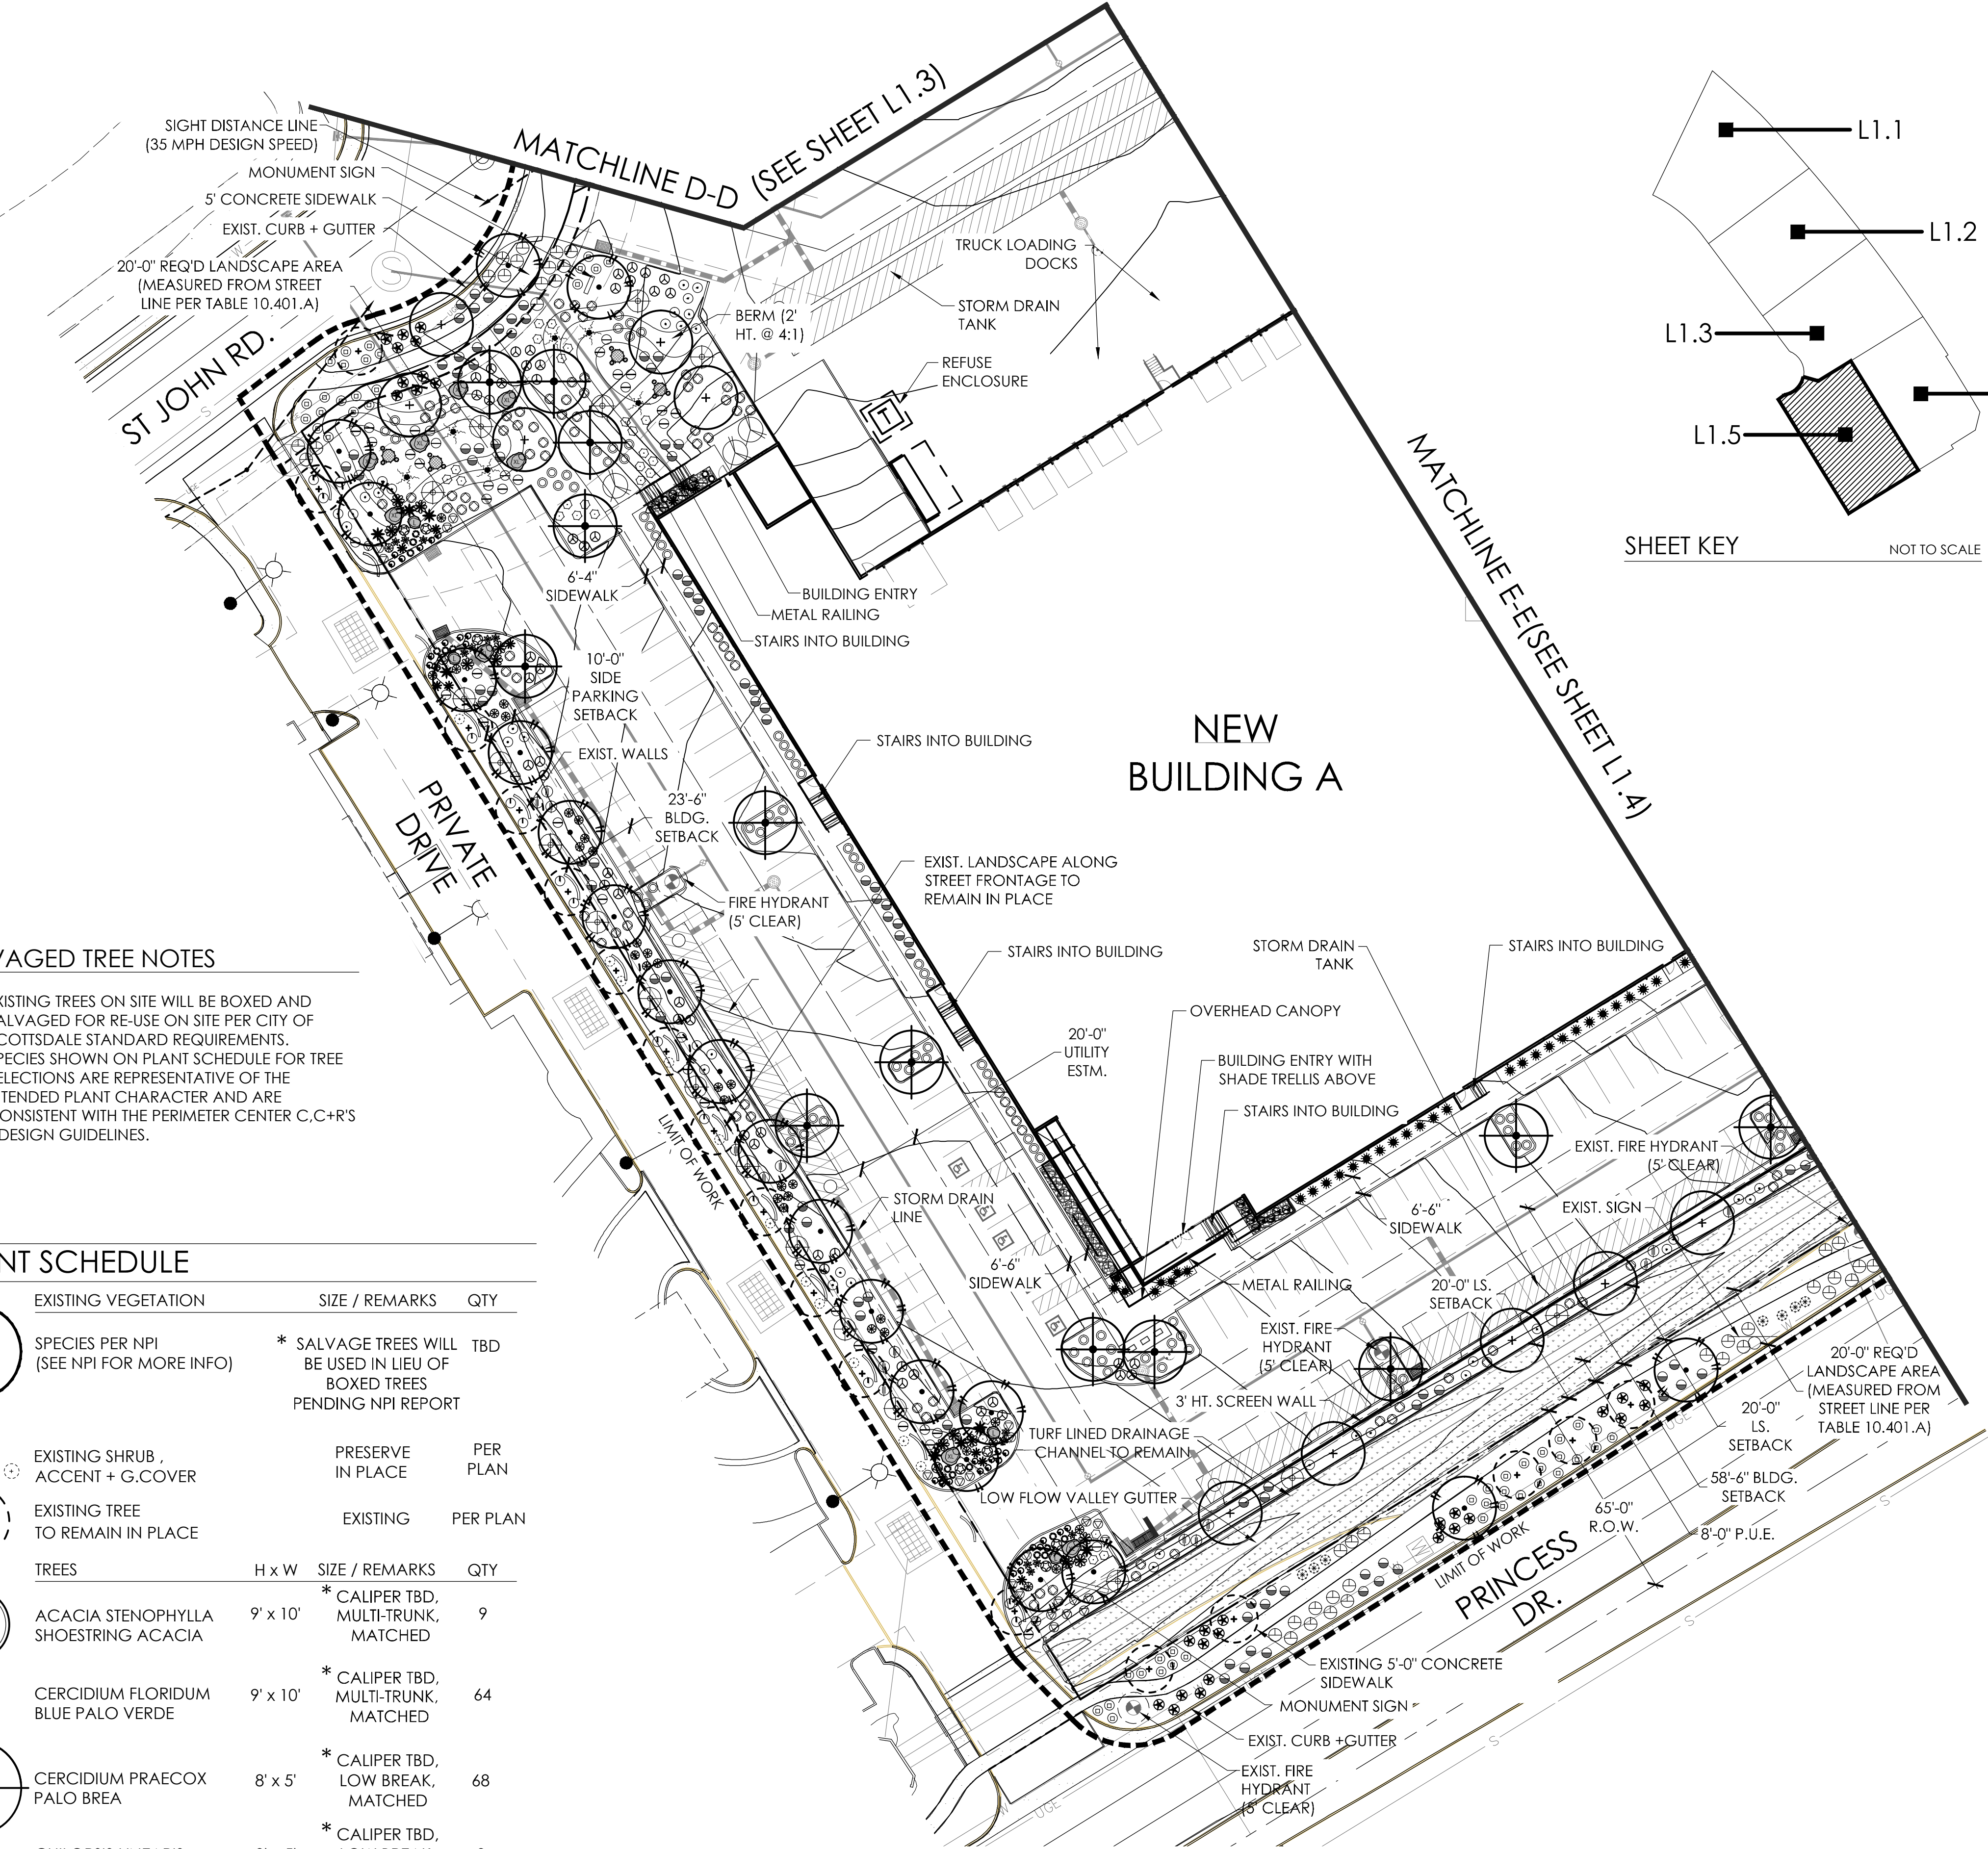 SIGHT DISTANCE LINE
(35 MPH DESIGN SPEED)
MONUMENT SIGN
5' CONCRETE SIDEWALK
EXIST. CURB + GUTTER
20'-0" REQ'D LANDSCAPE AREA
(MEASURED FROM STREET
LINE PER TABLE 10.401.A)
ST JOHN RD.
MATCHLINE D-D (SEE SHEET L1.3)
TRUCK LOADING
DOCKS
STORM DRAIN
TANK
BERM (2'
HT. @ 4:1)
REFUSE
ENCLOSURE
L1.1
L1.2
L1.3
L1.5
SHEET KEY
NOT TO SCALE
MATCHLINE E-E(SEE SHEET L1.4)
6'-4"
SIDEWALK
BUILDING ENTRY
METAL RAILING
STAIRS INTO BUILDING
10'-0"
SIDE
PARKING
SETBACK
EXIST. WALLS
23'-6"
BLDG.
SETBACK
STAIRS INTO BUILDING
NEW
BUILDING A
PRIVATE
DRIVE
EXIST. LANDSCAPE ALONG
STREET FRONTAGE TO
REMAIN IN PLACE
FIRE HYDRANT
(5' CLEAR)
STAIRS INTO BUILDING
STORM DRAIN
TANK
STAIRS INTO BUILDING
OVERHEAD CANOPY
20'-0"
UTILITY
ESTM.
BUILDING ENTRY WITH
SHADE TRELLIS ABOVE
STAIRS INTO BUILDING
EXIST. FIRE HYDRANT
(5' CLEAR)
LIMIT OF WORK
STORM DRAIN
LINE
6'-6"
SIDEWALK
EXIST. SIGN
6'-6"
SIDEWALK
METAL RAILING
20'-0" LS.
SETBACK
EXIST. FIRE
HYDRANT
(5' CLEAR)
3' HT. SCREEN WALL
TURF LINED DRAINAGE
CHANNEL TO REMAIN
LOW FLOW VALLEY GUTTER
20'-0" REQ'D
LANDSCAPE AREA
(MEASURED FROM
STREET LINE PER
TABLE 10.401.A)
20'-0"
LS.
SETBACK
58'-6" BLDG.
SETBACK
65'-0"
R.O.W.
8'-0" P.U.E.
LIMIT OF WORK
PRINCESS
DR.
EXISTING 5'-0" CONCRETE
SIDEWALK
MONUMENT SIGN
EXIST. CURB +GUTTER
EXIST. FIRE
HYDRANT
(5' CLEAR)
UGE
VAGED TREE NOTES
XISTING TREES ON SITE WILL BE BOXED AND
ALVAGED FOR RE-USE ON SITE PER CITY OF
COTTSDALE STANDARD REQUIREMENTS.
PECIES SHOWN ON PLANT SCHEDULE FOR TREE
ELECTIONS ARE REPRESENTATIVE OF THE
TENDED PLANT CHARACTER AND ARE
ONSISTENT WITH THE PERIMETER CENTER C,C+R'S
DESIGN GUIDELINES.
NT SCHEDULE
EXISTING VEGETATION SIZE / REMARKS QTY
SPECIES PER NPI
(SEE NPI FOR MORE INFO)
* SALVAGE TREES WILL TBD
BE USED IN LIEU OF
BOXED TREES
PENDING NPI REPORT
EXISTING SHRUB ,
ACCENT + G.COVER
PRESERVE
IN PLACE
PER
PLAN
EXISTING TREE
TO REMAIN IN PLACE
EXISTING PER PLAN
TREES H x W SIZE / REMARKS QTY
ACACIA STENOPHYLLA
SHOESTRING ACACIA
9' x 10'
* CALIPER TBD,
MULTI-TRUNK,
MATCHED
9
CERCIDIUM FLORIDUM
BLUE PALO VERDE
9' x 10'
* CALIPER TBD,
MULTI-TRUNK,
MATCHED
64
CERCIDIUM PRAECOX
PALO BREA
8' x 5'
* CALIPER TBD,
LOW BREAK,
MATCHED
68
* CALIPER TBD,